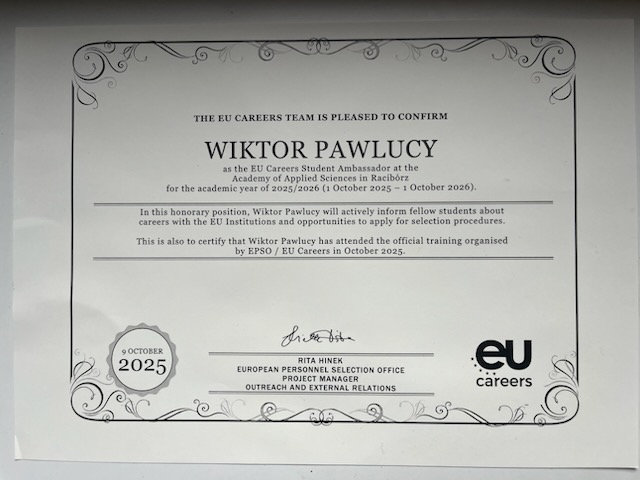 THE EU CAREERS TEAM IS PLEASED TO CONFIRM
WIKTOR PAWLUCY
as the EU Careers Student Ambassador at the
Academy of Applied Sciences in Racibórz
for the academic year of 2025/2026 (1 October 2025 – 1 October 2026).
In this honorary position, Wiktor Pawlucy will actively inform fellow students about
careers with the EU Institutions and opportunities to apply for selection procedures.
This is also to certify that Wiktor Pawlucy has attended the official training organised
by EPSO / EU Careers in October 2025.
9 OCTOBER
2025
RITA HINEK
EUROPEAN PERSONNEL SELECTION OFFICE
PROJECT MANAGER
OUTREACH AND EXTERNAL RELATIONS
eu
careers